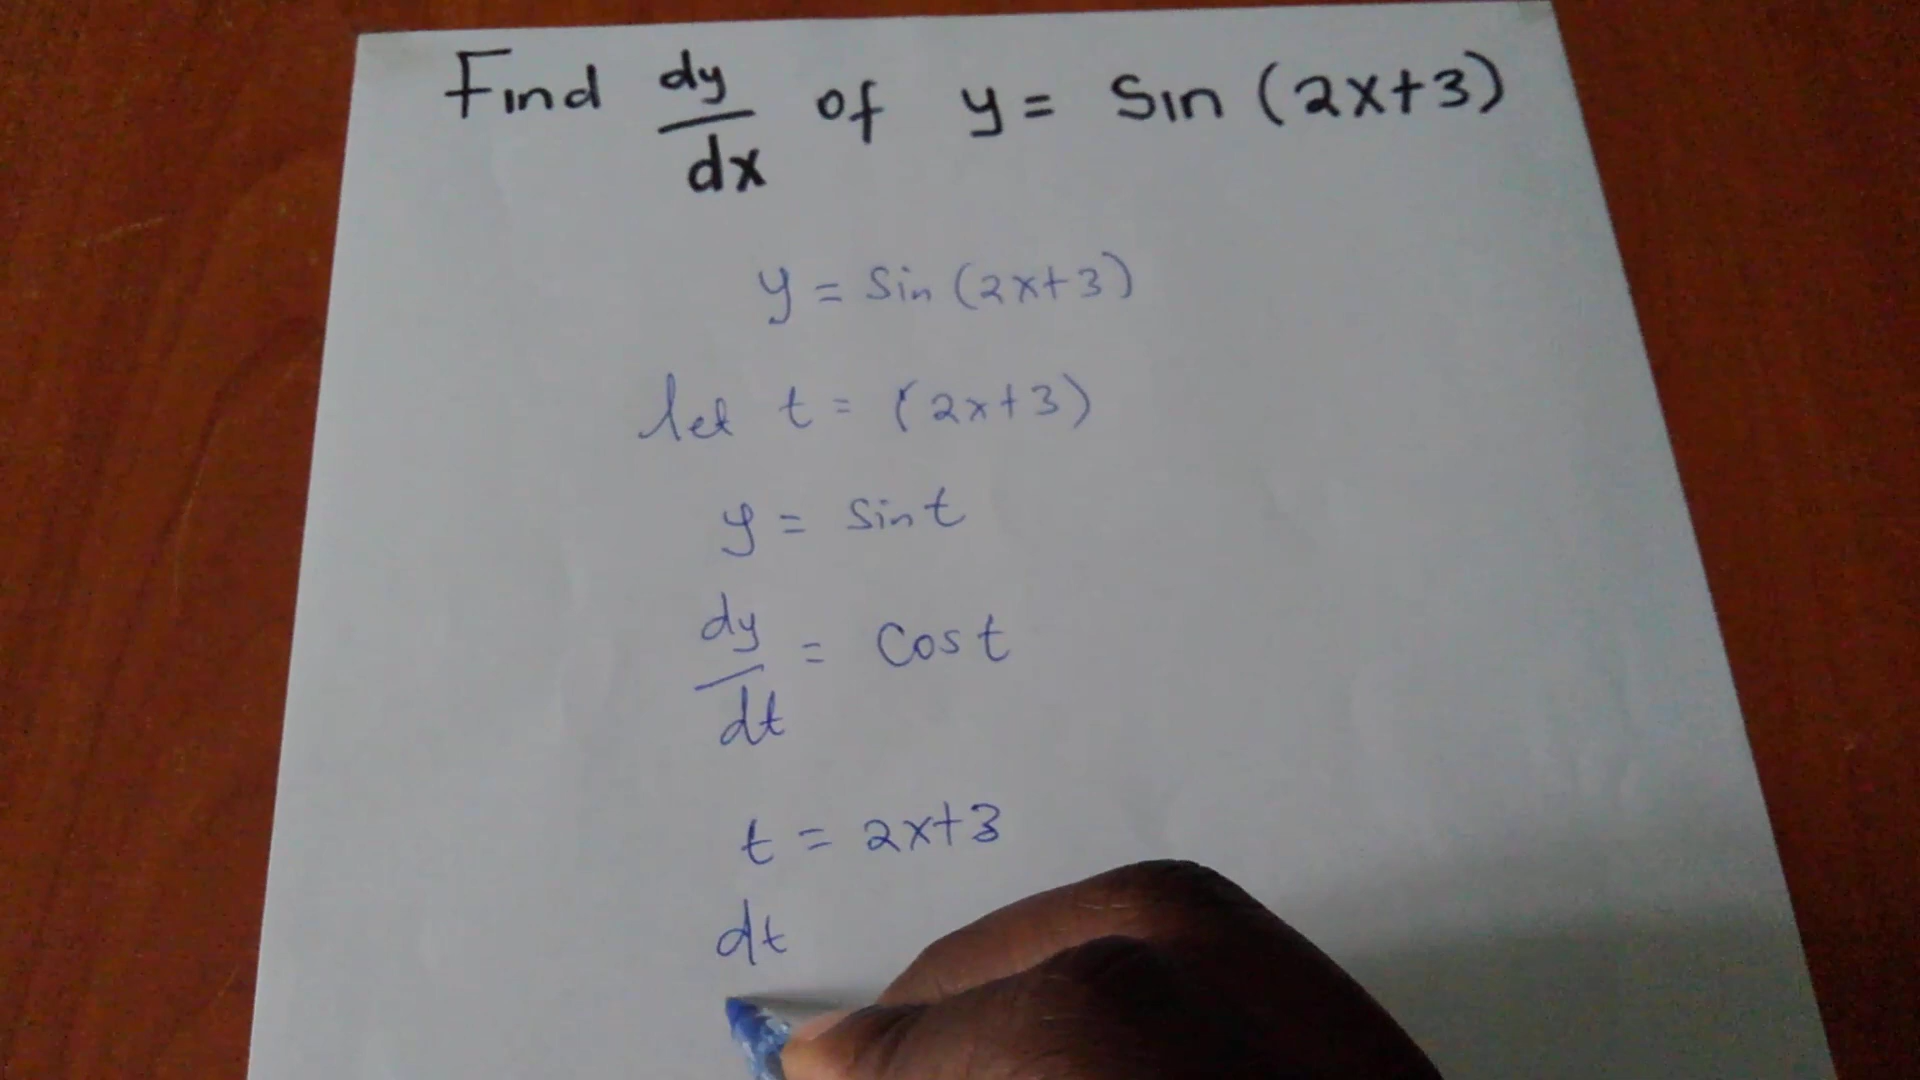 Find dy/dx of y = Sin (2x+3)
y = Sin (2x+3)
let t = (2x+3)
y = Sin t
dy/dt = Cos t
t = 2x+3
dt